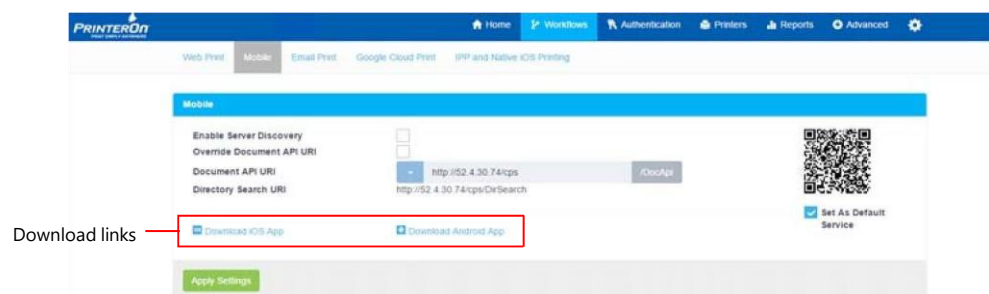 PRINTERON
PRINT SIMPLY ANYWHERE
Home Workflows Authentication Printers Reports Advanced
Web Print Mobile Email Print Google Cloud Print IPP and Native iOS Printing
Mobile
Enable Server Discovery
Override Document API URI
Document API URI http://52.4.30.74/cps /DocApi
Directory Search URI http://52.4.30.74/cps/DirSearch
Set As Default
Service
Download links
Download iOS App Download Android App
Apply Settings